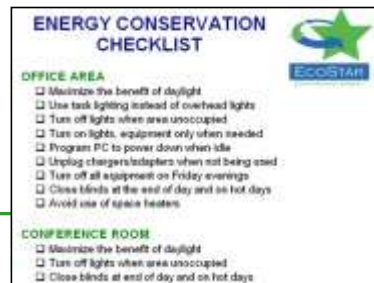 ENERGY CONSERVATION
CHECKLIST
ECOSTAR
OFFICE AREA
❑ Maximize the benefit of daylight
❑ Use task lighting instead of overhead lights
❑ Turn off lights when area unoccupied
❑ Turn on lights, equipment only when needed
❑ Program PC to power down when idle
❑ Unplug chargers/adapters when not being used
❑ Turn off all equipment on Friday evenings
❑ Close blinds at the end of day and on hot days
❑ Avoid use of space heaters
CONFERENCE ROOM
❑ Maximize the benefit of daylight
❑ Turn off lights when area unoccupied
❑ Close blinds at end of day and on hot days